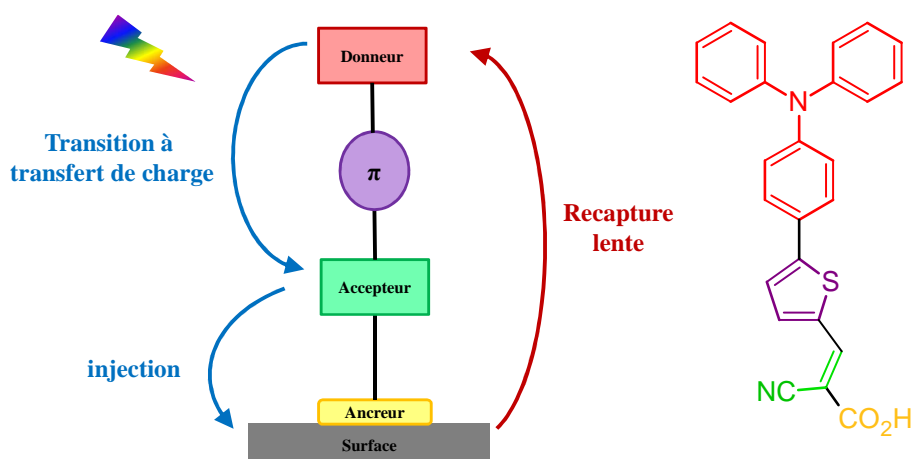 Donneur
Transition à
transfert de charge
π
Recapture
lente
Accepteur
injection
Ancreur
Surface
N
S
NC
CO₂H